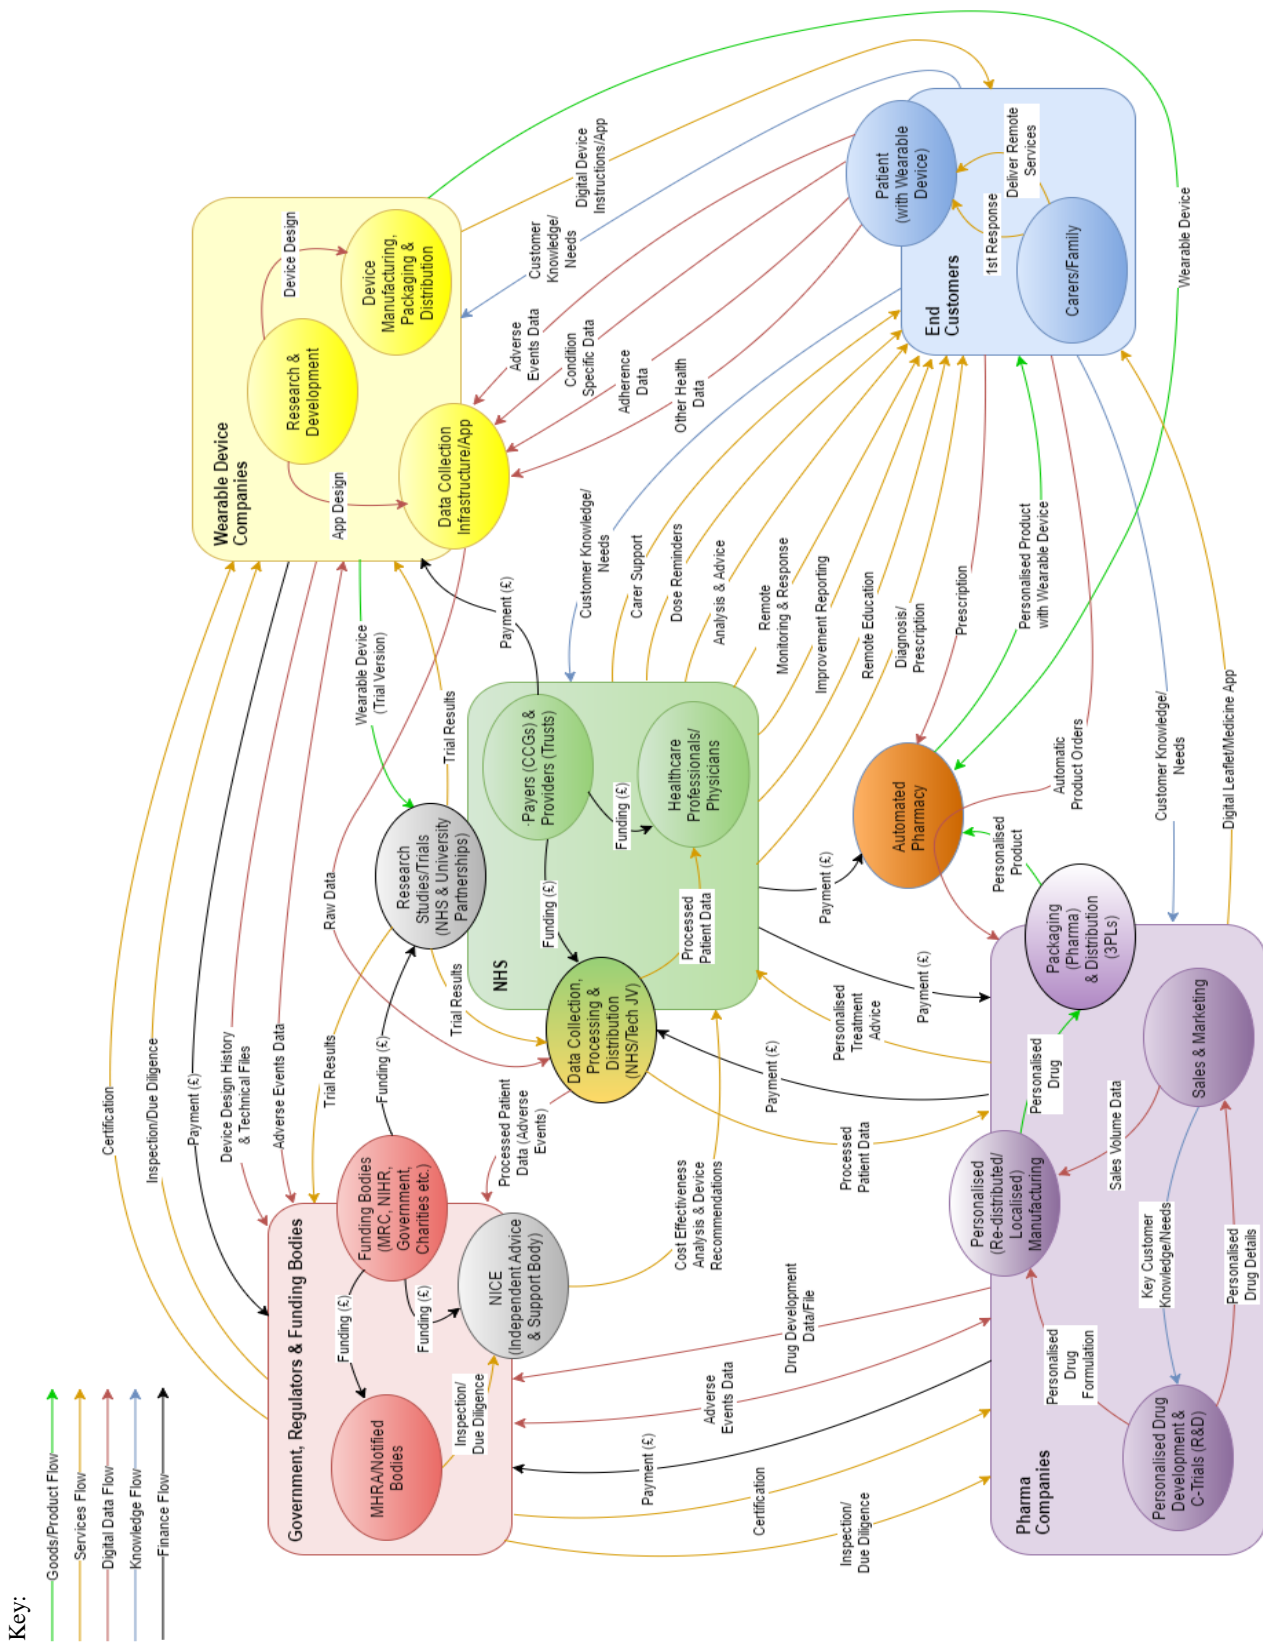 Key:
Goods/Product Flow
Services Flow
Digital Data Flow
Knowledge Flow
Finance Flow
Government, Regulators & Funding Bodies
MHRA/Notified
Bodies
Funding Bodies
(MRC, NIHR,
Government,
Charities etc.)
NICE
(Independent Advice
& Support Body)
Funding (£)
Funding (£)
Inspection/
Due Diligence
Certification
Inspection/Due Diligence
Payment (£)
Device Design History
& Technical Files
Adverse Events Data
Trial Results
Funding (£)
Wearable Device
Companies
Research &
Development
Device
Manufacturing,
Packaging &
Distribution
Data Collection
Infrastructure/App
Device Design
App Design
Wearable Device
(Trial Version)
Trial Results
Raw Data
Research
Studies/Trials
(NHS & University
Partnerships)
Trial Results
Payment (£)
Processed Patient
Data (Adverse
Events)
Cost Effectiveness
Analysis & Device
Recommendations)
NHS
·Payers (CCGs) &
Providers (Trusts)
Healthcare
Professionals/
Physicians
Data Collection,
Processing &
Distribution
(NHS/Tech JV)
Funding (£)
Funding (£)
Processed
Patient Data
Digital Device
Instructions/App
Customer
Knowledge/
Needs
Adverse
Events Data
Condition
Specific Data
Adherence
Data
Other Health
Data
Customer Knowledge/
Needs
Carer Support
Dose Reminders
Analysis & Advice
Remote
Monitoring & Response
Improvement Reporting
Remote Education
Diagnosis/
Prescription
End
Customers
Patient
(with Wearable
Device)
Carers/Family
1st Response
Deliver Remote
Services
Wearable Device
Prescription
Personalised Product
with Wearable Device
Automatic
Product Orders
Customer Knowledge/
Needs
Digital Leaflet/Medicine App
Automated
Pharmacy
Personalised
Product
Payment (£)
Payment (£)
Personalised
Treatment
Advice
Payment (£)
Processed
Patient Data
Drug Development
Data/File
Adverse
Events Data
Payment (£)
Certification
Inspection/
Due Diligence
Pharma
Companies
Personalised Drug
Development &
C-Trials (R&D)
Personalised
(Re-distributed/
Localised)
Manufacturing
Packaging
(Pharma)
& Distribution
(3PLs)
Sales & Marketing
Personalised
Drug
Personalised
Drug
Formulation
Sales Volume Data
Key Customer
Knowledge/Needs
Personalised
Drug Details